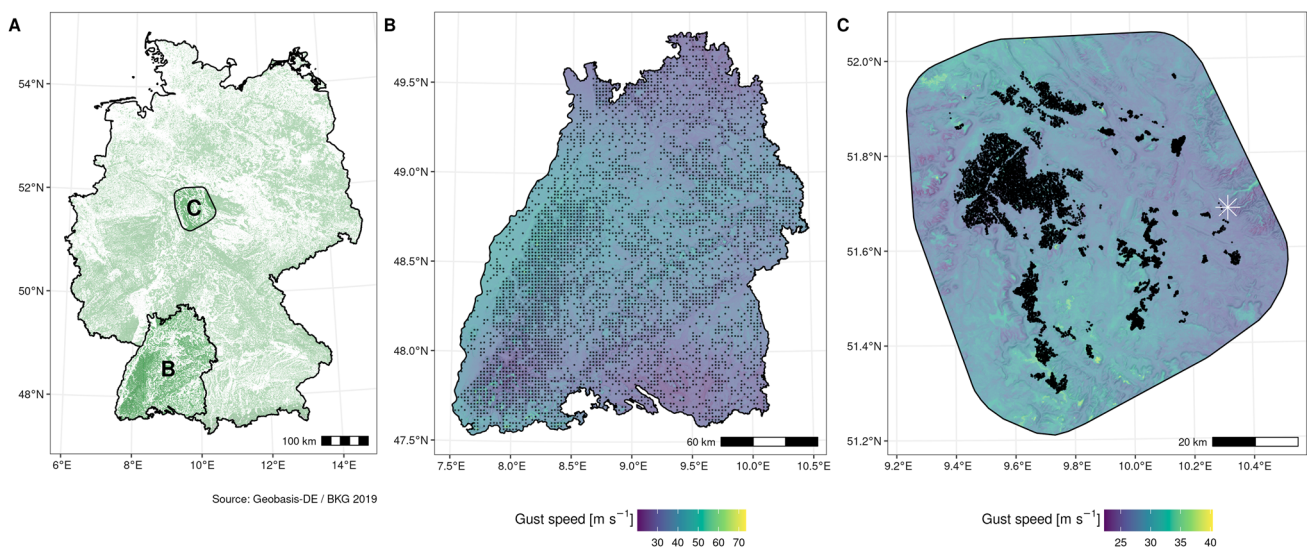 A
54°N
52°N
50°N
48°N
C
B
100 km
6°E 8°E 10°E 12°E 14°E
Source: Geobasis-DE / BKG 2019
B
49.5°N
49.0°N
48.5°N
48.0°N
47.5°N
60 km
7.5°E 8.0°E 8.5°E 9.0°E 9.5°E 10.0°E 10.5°E
Gust speed [m s⁻¹]
30 40 50 60 70
C
52.0°N
51.8°N
51.6°N
51.4°N
51.2°N
20 km
9.2°E 9.4°E 9.6°E 9.8°E 10.0°E 10.2°E 10.4°E
Gust speed [m s⁻¹]
25 30 35 40